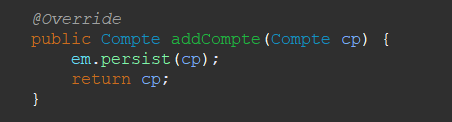 @Override
public Compte addCompte(Compte cp) {
    em.persist(cp);
    return cp;
}